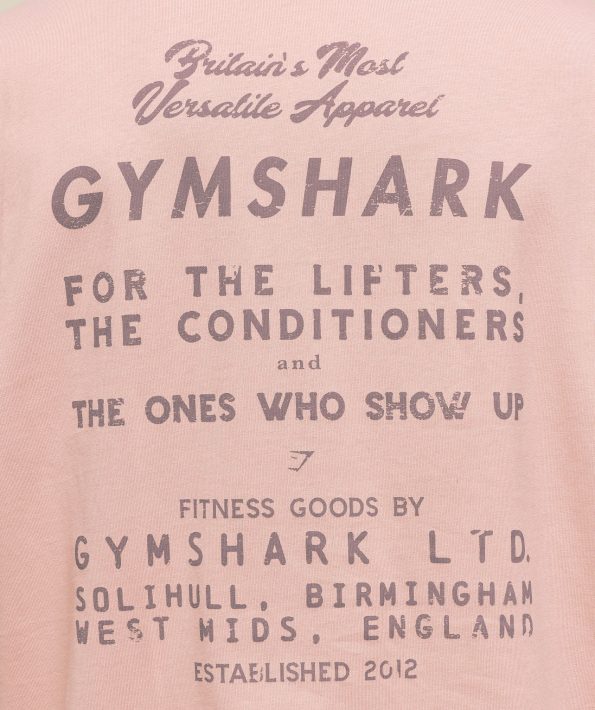 Britain's Most
Versatile Apparel
GYMSHARK
FOR THE LIFTERS,
THE CONDITIONERS
and
THE ONES WHO SHOW UP
FITNESS GOODS BY
GYMSHARK LTD.
SOLIHULL, BIRMINGHAM
WEST MIDS, ENGLAND
ESTABLISHED 2012